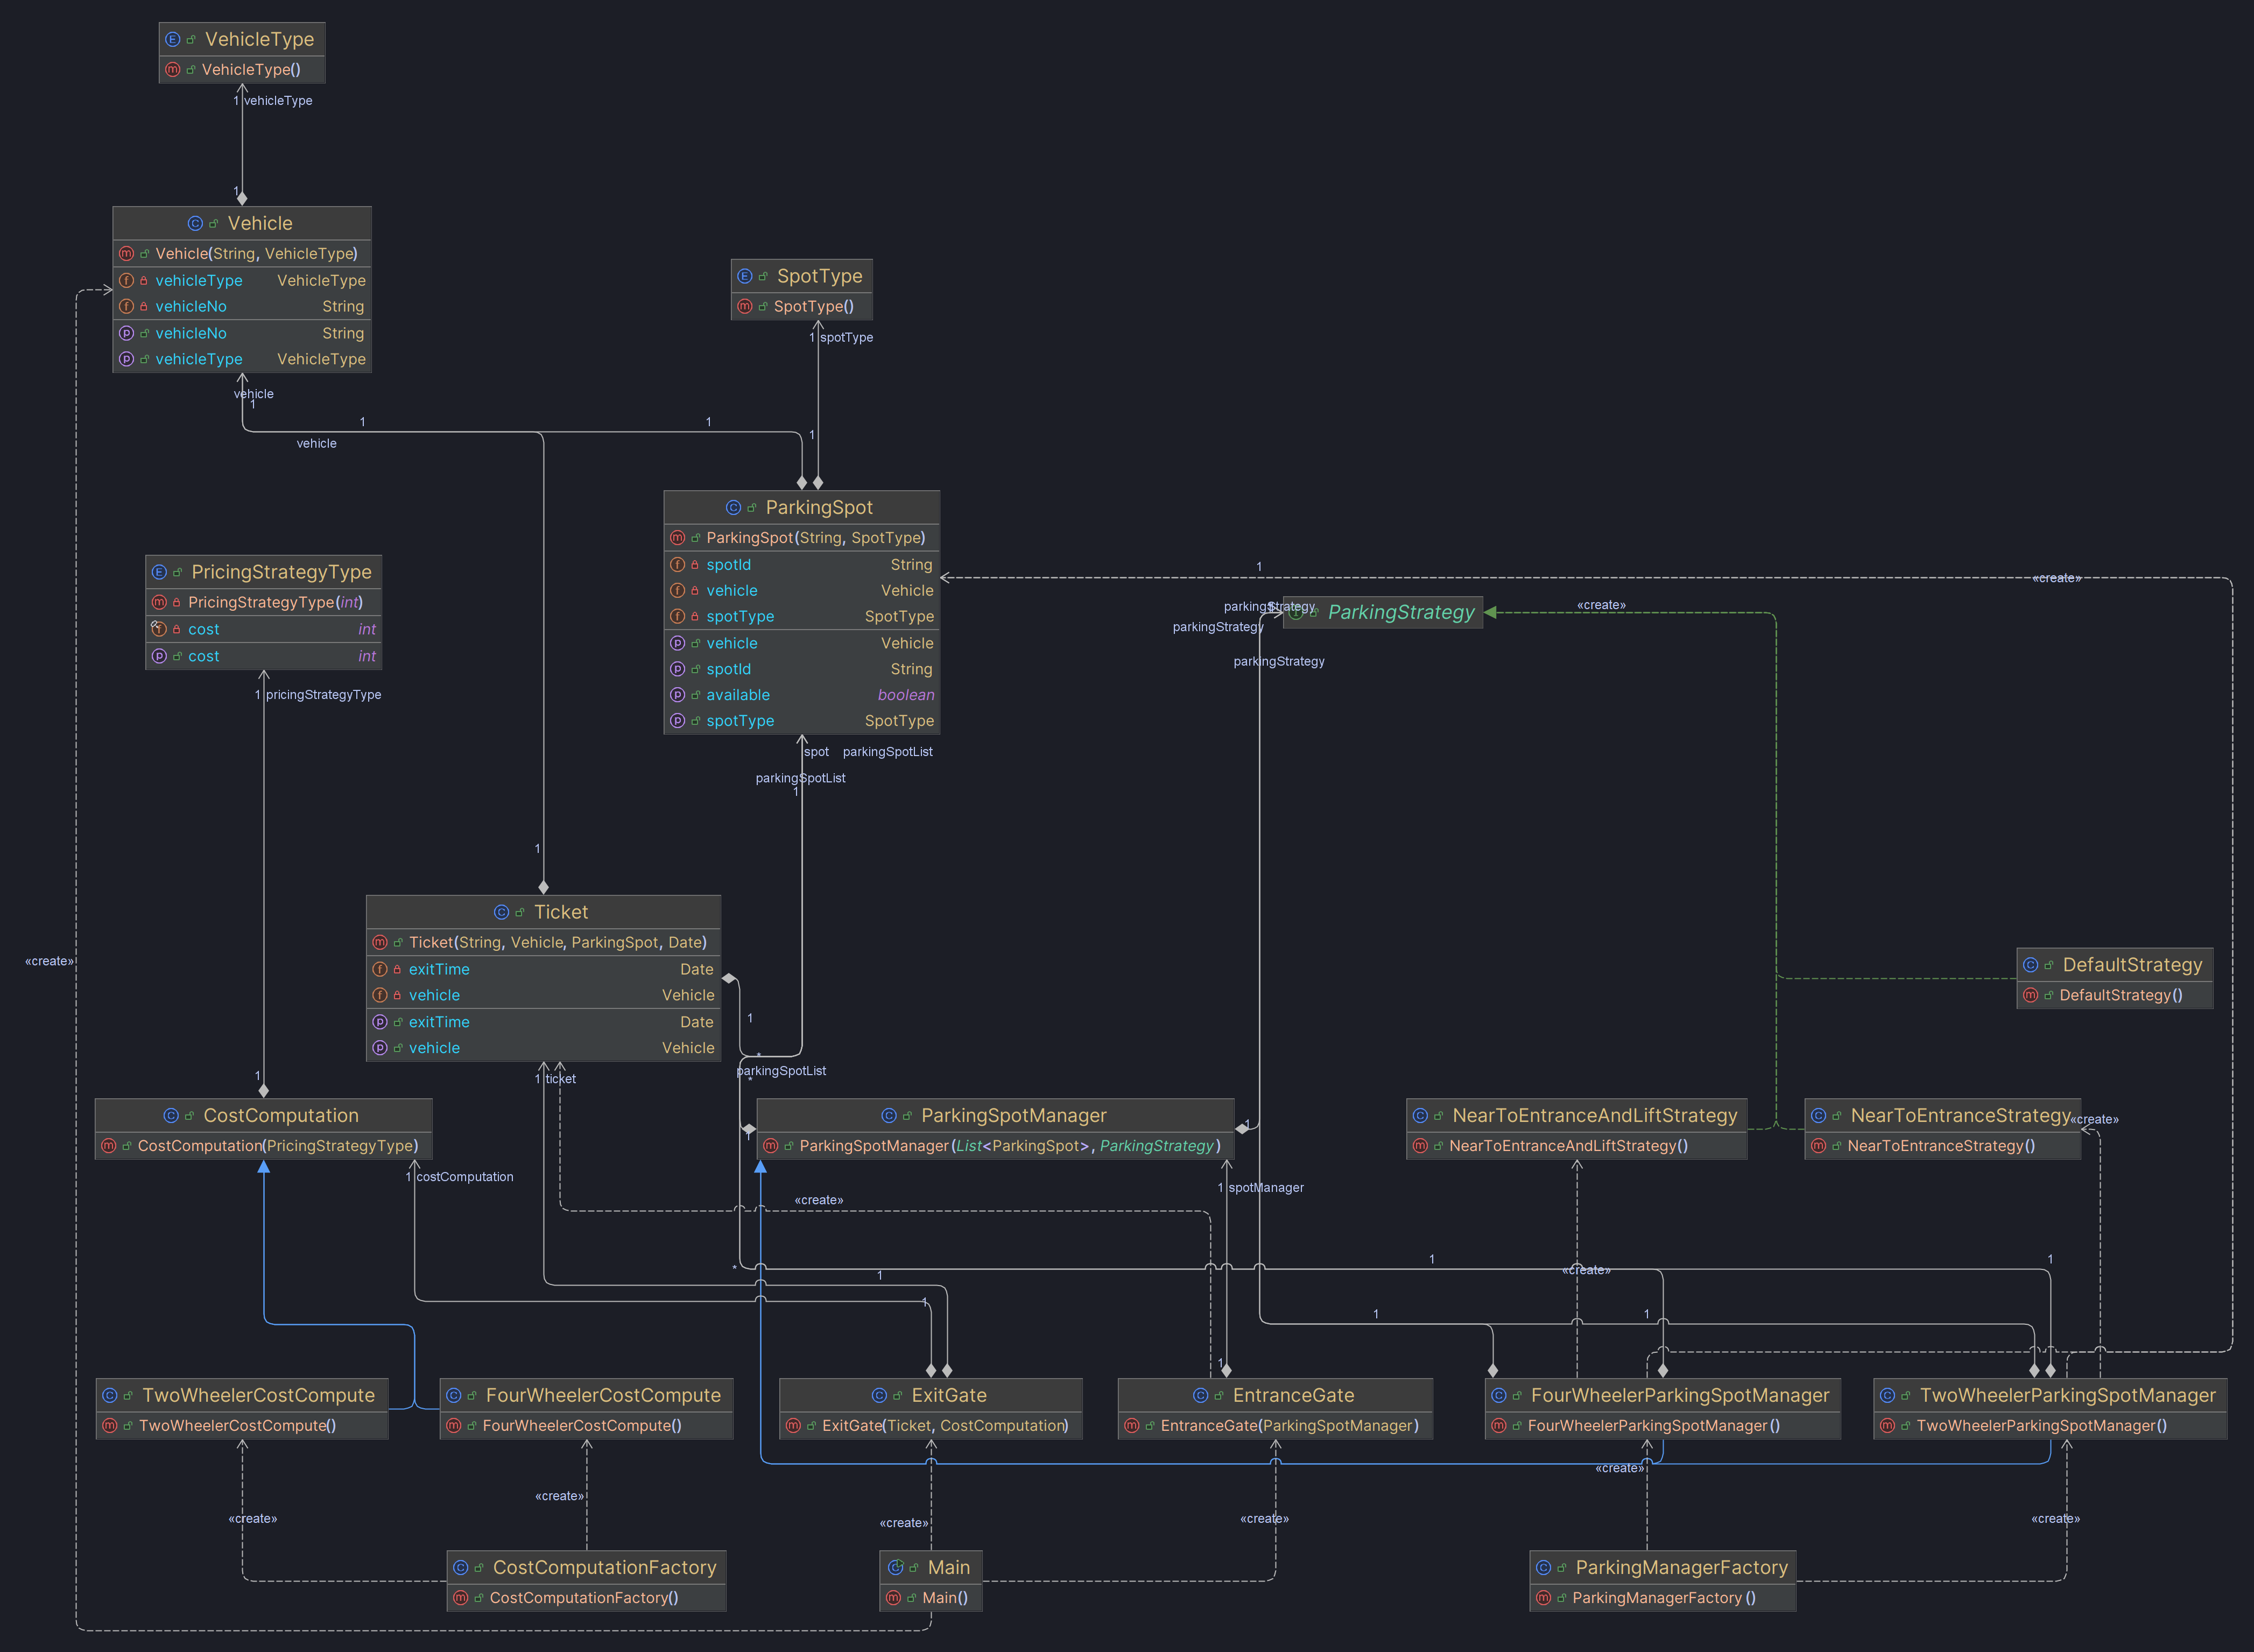 VehicleType
VehicleType()
1 vehicleType
1
Vehicle
Vehicle(String, VehicleType)
vehicleType VehicleType
vehicleNo String
vehicleNo String
vehicleType VehicleType
vehicle
1
1
vehicle
1
SpotType
SpotType()
1 spotType
1
ParkingSpot
ParkingSpot(String, SpotType)
spotId String
vehicle Vehicle
spotType SpotType
vehicle Vehicle
spotId String
available boolean
spotType SpotType
spot parkingSpotList
parkingSpotList
1
PricingStrategyType
PricingStrategyType(int)
cost int
cost int
1 pricingStrategyType
1
1
parkingStrategy
parkingStrategy
parkingStrategy
ParkingStrategy
«create»
«create»
1
Ticket
Ticket(String, Vehicle, ParkingSpot, Date)
exitTime Date
vehicle Vehicle
exitTime Date
vehicle Vehicle
1 ticket
1
*
parkingSpotList
*
«create»
DefaultStrategy
DefaultStrategy()
CostComputation
CostComputation(PricingStrategyType)
1 costComputation
ParkingSpotManager
ParkingSpotManager(List<ParkingSpot>, ParkingStrategy)
1
1
1 spotManager
NearToEntranceAndLiftStrategy
NearToEntranceAndLiftStrategy()
NearToEntranceStrategy
NearToEntranceStrategy()
«create»
«create»
*
1
1
1
1
«create»
1
1
1
TwoWheelerCostCompute
TwoWheelerCostCompute()
FourWheelerCostCompute
FourWheelerCostCompute()
ExitGate
ExitGate(Ticket, CostComputation)
EntranceGate
EntranceGate(ParkingSpotManager)
FourWheelerParkingSpotManager
FourWheelerParkingSpotManager()
TwoWheelerParkingSpotManager
TwoWheelerParkingSpotManager()
«create»
«create»
«create»
«create»
«create»
«create»
CostComputationFactory
CostComputationFactory()
Main
Main()
ParkingManagerFactory
ParkingManagerFactory()